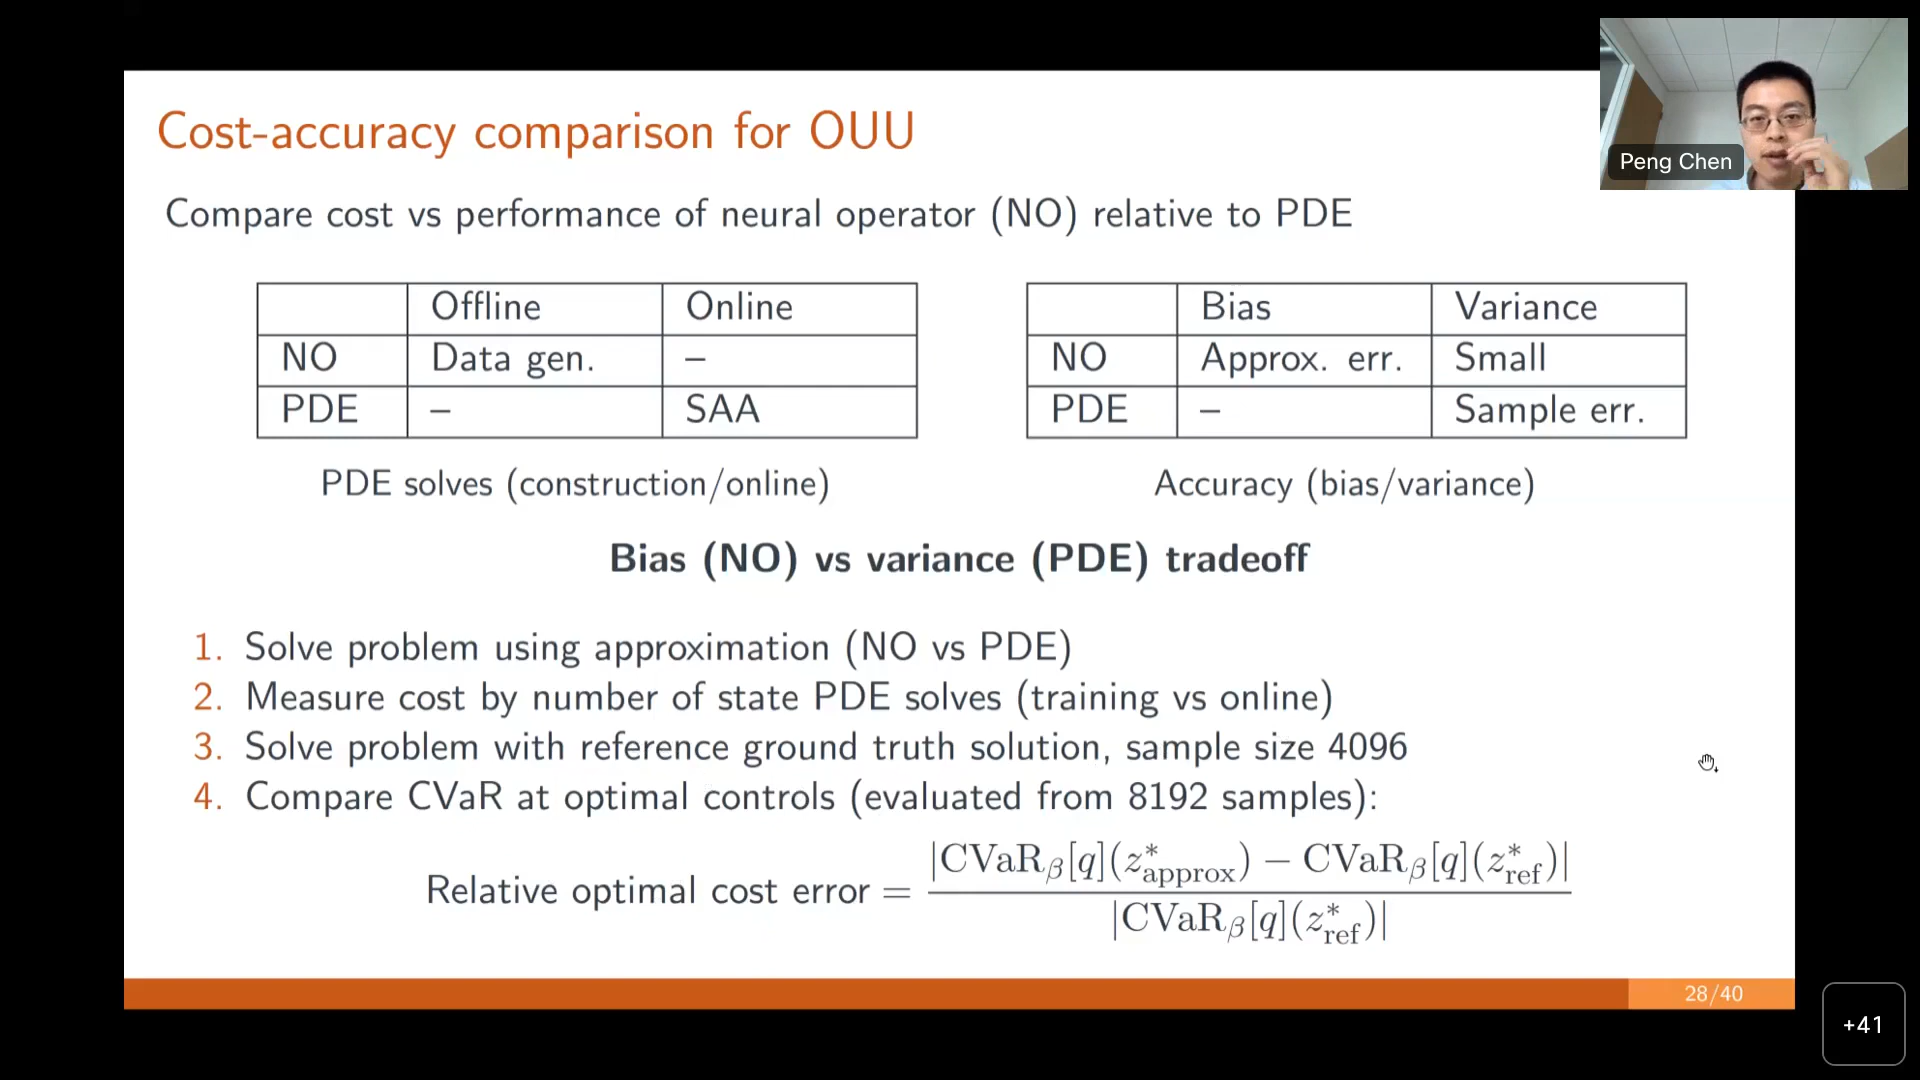 Cost-accuracy comparison for OUU
Peng Chen
Compare cost vs performance of neural operator (NO) relative to PDE
Offline Online
NO Data gen. –
PDE – SAA
PDE solves (construction/online)
Bias Variance
NO Approx. err. Small
PDE – Sample err.
Accuracy (bias/variance)
Bias (NO) vs variance (PDE) tradeoff
1. Solve problem using approximation (NO vs PDE)
2. Measure cost by number of state PDE solves (training vs online)
3. Solve problem with reference ground truth solution, sample size 4096
4. Compare CVaR at optimal controls (evaluated from 8192 samples):
Relative optimal cost error = |CVaR_β[q](z*_approx) − CVaR_β[q](z*_ref)| / |CVaR_β[q](z*_ref)|
28/40
+41